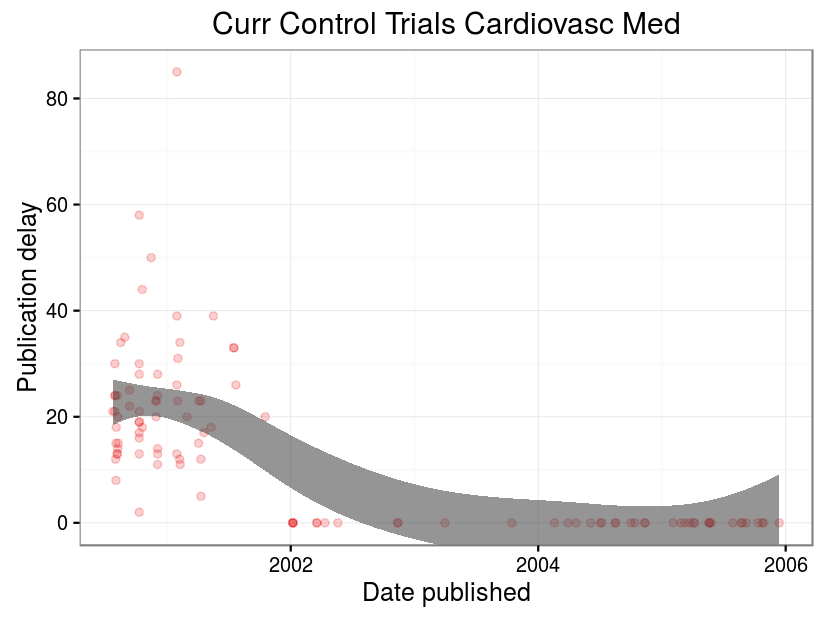 Curr Control Trials Cardiovasc Med
Publication delay
80
60
40
20
0
2002
2004
2006
Date published